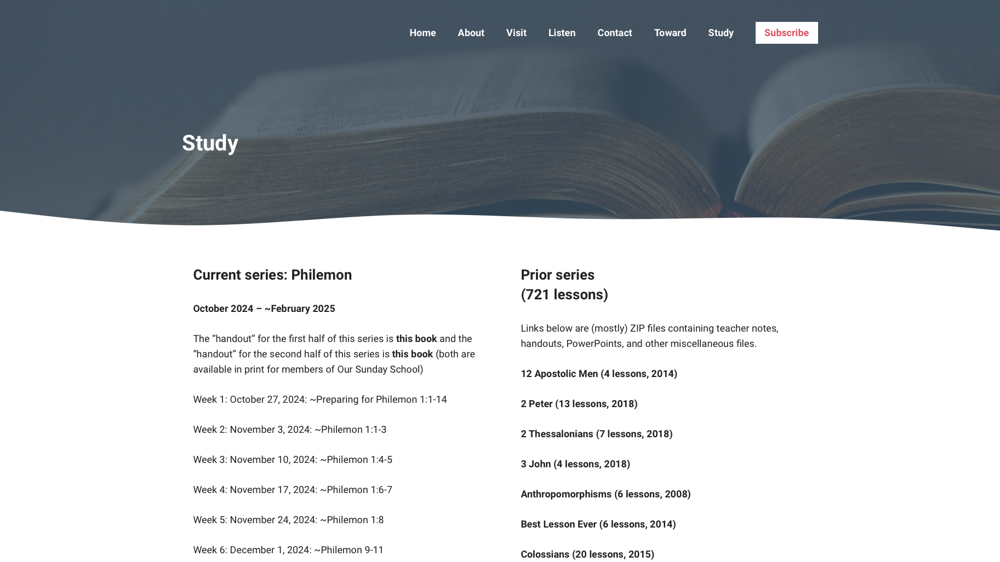 Home About Visit Listen Contact Toward Study Subscribe
Study
Current series: Philemon
October 2024 – ~February 2025
The “handout” for the first half of this series is this book and the
“handout” for the second half of this series is this book (both are
available in print for members of Our Sunday School)
Week 1: October 27, 2024: ~Preparing for Philemon 1:1-14
Week 2: November 3, 2024: ~Philemon 1:1-3
Week 3: November 10, 2024: ~Philemon 1:4-5
Week 4: November 17, 2024: ~Philemon 1:6-7
Week 5: November 24, 2024: ~Philemon 1:8
Week 6: December 1, 2024: ~Philemon 9-11
Prior series
(721 lessons)
Links below are (mostly) ZIP files containing teacher notes,
handouts, PowerPoints, and other miscellaneous files.
12 Apostolic Men (4 lessons, 2014)
2 Peter (13 lessons, 2018)
2 Thessalonians (7 lessons, 2018)
3 John (4 lessons, 2018)
Anthropomorphisms (6 lessons, 2008)
Best Lesson Ever (6 lessons, 2014)
Colossians (20 lessons, 2015)